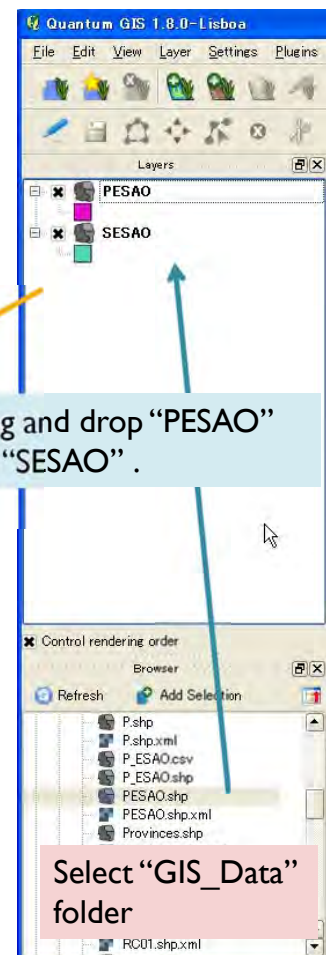 Quantum GIS 1.8.0-Lisboa
File Edit View Layer Settings Plugins
Layers
PESAO
SESAO
g and drop “PESAO”
“SESAO” .
Control rendering order
Browser
Refresh Add Selection
P.shp
P.shp.xml
P_ESAO.csv
P_ESAO.shp
PESAO.shp
PESAO.shp.xml
Provinces.shp
Select “GIS_Data”
folder
RC01.shp.xml